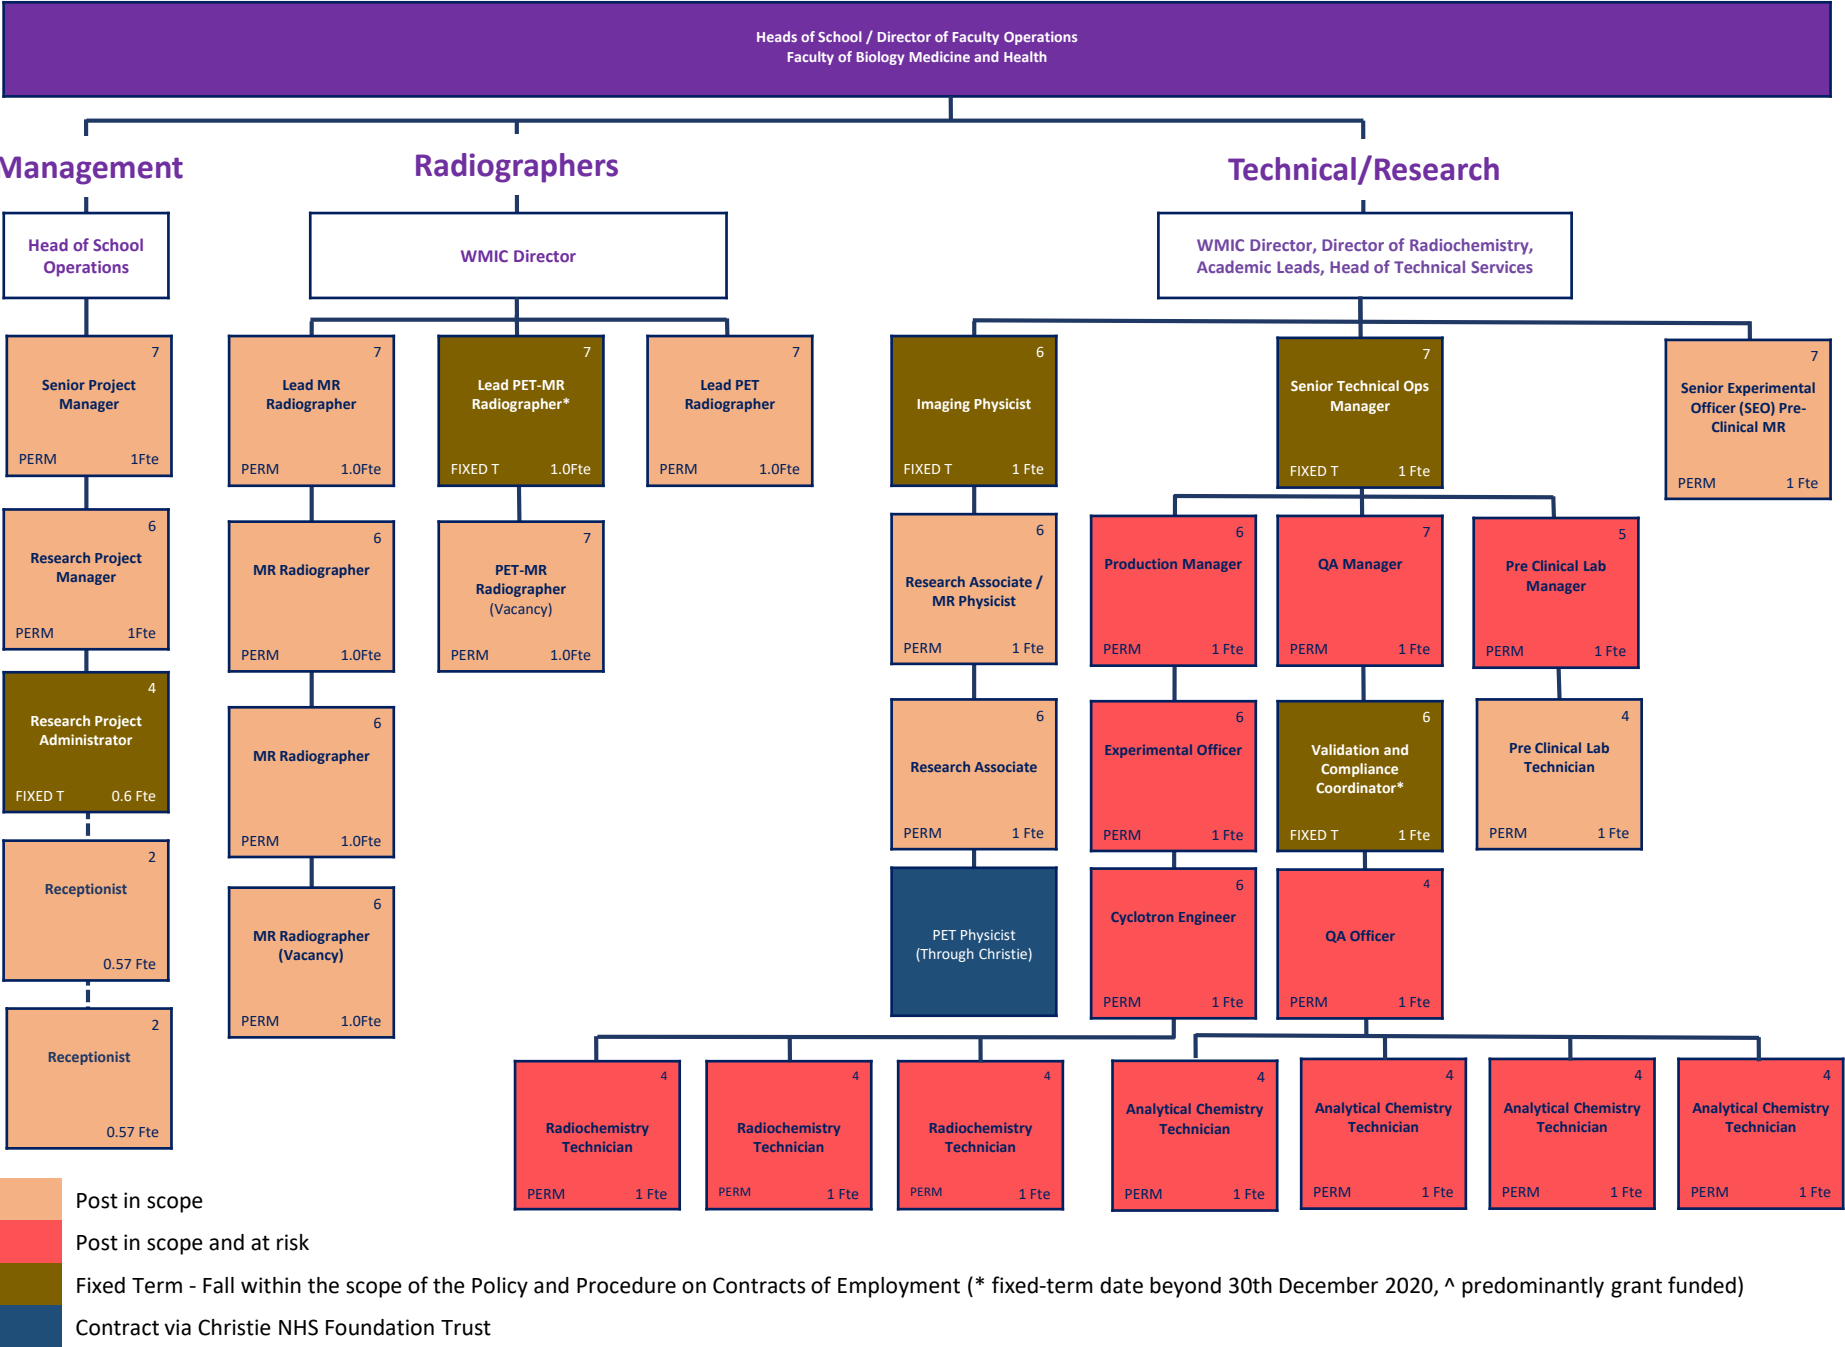 Heads of School / Director of Faculty Operations
Faculty of Biology Medicine and Health
Management
Radiographers
Technical/Research
Head of School
Operations
WMIC Director
WMIC Director, Director of Radiochemistry,
Academic Leads, Head of Technical Services
7
Senior Project
Manager
PERM 1Fte
6
Research Project
Manager
PERM 1Fte
4
Research Project
Administrator
FIXED T 0.6 Fte
2
Receptionist
0.57 Fte
2
Receptionist
0.57 Fte
7
Lead MR
Radiographer
PERM 1.0Fte
6
MR Radiographer
PERM 1.0Fte
6
MR Radiographer
PERM 1.0Fte
6
MR Radiographer
(Vacancy)
PERM 1.0Fte
7
Lead PET-MR
Radiographer*
FIXED T 1.0Fte
7
PET-MR
Radiographer
(Vacancy)
PERM 1.0Fte
7
Lead PET
Radiographer
PERM 1.0Fte
6
Imaging Physicist
FIXED T 1 Fte
6
Research Associate /
MR Physicist
PERM 1 Fte
6
Research Associate
PERM 1 Fte
PET Physicist
(Through Christie)
7
Senior Technical Ops
Manager
FIXED T 1 Fte
6
Production Manager
PERM 1 Fte
6
Experimental Officer
PERM 1 Fte
6
Cyclotron Engineer
PERM 1 Fte
7
QA Manager
PERM 1 Fte
6
Validation and
Compliance
Coordinator*
FIXED T 1 Fte
4
QA Officer
PERM 1 Fte
5
Pre Clinical Lab
Manager
PERM 1 Fte
4
Pre Clinical Lab
Technician
PERM 1 Fte
7
Senior Experimental
Officer (SEO) Pre-
Clinical MR
PERM 1 Fte
4
Radiochemistry
Technician
PERM 1 Fte
4
Radiochemistry
Technician
PERM 1 Fte
4
Radiochemistry
Technician
PERM 1 Fte
4
Analytical Chemistry
Technician
PERM 1 Fte
4
Analytical Chemistry
Technician
PERM 1 Fte
4
Analytical Chemistry
Technician
PERM 1 Fte
4
Analytical Chemistry
Technician
PERM 1 Fte
Post in scope
Post in scope and at risk
Fixed Term - Fall within the scope of the Policy and Procedure on Contracts of Employment (* fixed-term date beyond 30th December 2020, ^ predominantly grant funded)
Contract via Christie NHS Foundation Trust